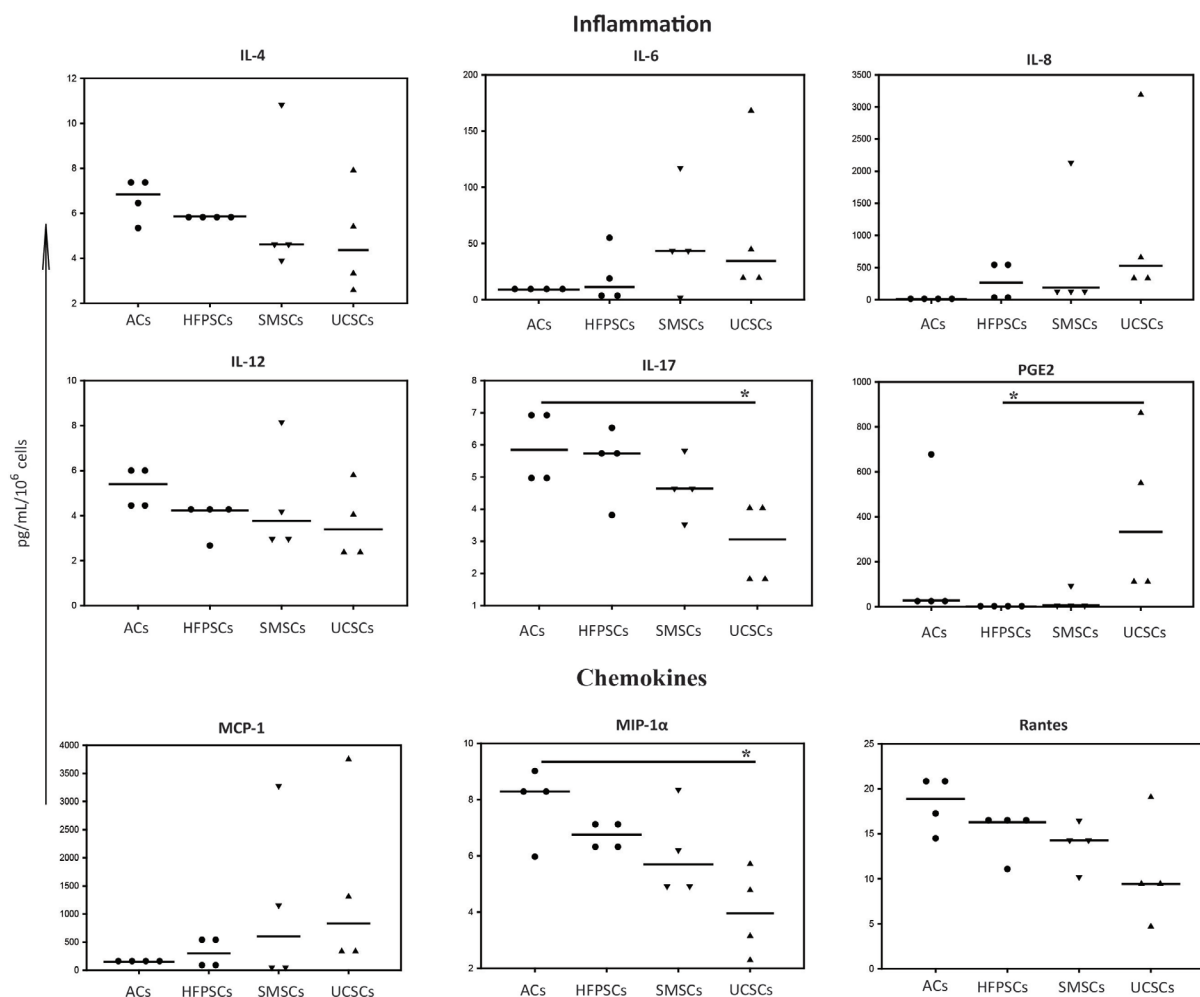 Inflammation
IL-4
12
10
8
6
4
2
ACs HFPSCs SMSCs UCSCs
IL-6
200
150
100
50
0
ACs HFPSCs SMSCs UCSCs
IL-8
3500
3000
2500
2000
1500
1000
500
0
ACs HFPSCs SMSCs UCSCs
pg/mL/10⁶ cells
IL-12
10
8
6
4
2
0
ACs HFPSCs SMSCs UCSCs
IL-17
8
7
6
5
4
3
2
1
*
ACs HFPSCs SMSCs UCSCs
PGE2
1000
800
600
400
200
0
*
ACs HFPSCs SMSCs UCSCs
Chemokines
MCP-1
4000
3500
3000
2500
2000
1500
1000
500
0
ACs HFPSCs SMSCs UCSCs
MIP-1α
10
8
6
4
2
*
ACs HFPSCs SMSCs UCSCs
Rantes
25
20
15
10
5
0
ACs HFPSCs SMSCs UCSCs